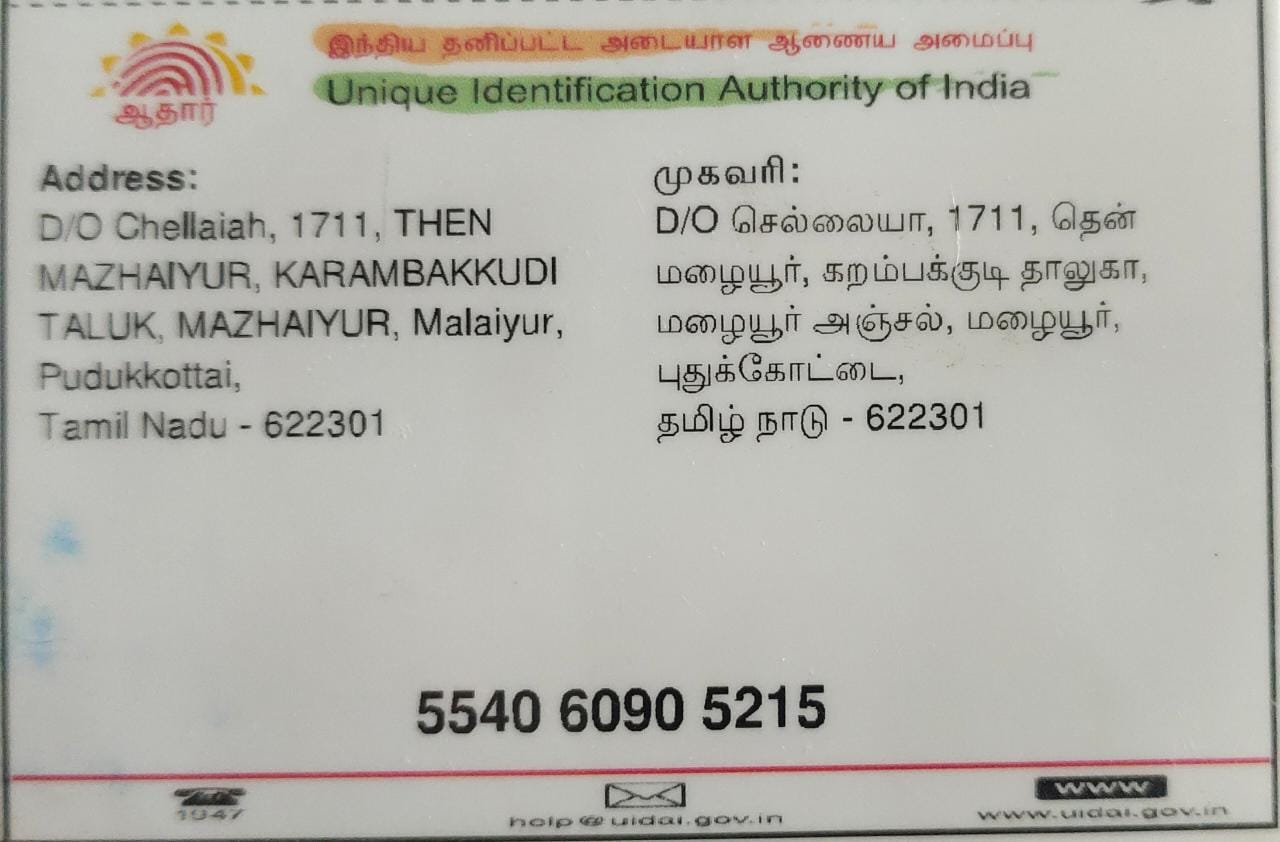 இந்திய தனிப்பட்ட அடையாள ஆணைய அமைப்பு
Unique Identification Authority of India
ஆதார்
Address:
D/O Chellaiah, 1711, THEN
MAZHAIYUR, KARAMBAKKUDI
TALUK, MAZHAIYUR, Malaiyur,
Pudukkottai,
Tamil Nadu - 622301
முகவரி:
D/O செல்லையா, 1711, தென்
மழையூர், கறம்பக்குடி தாலுகா,
மழையூர் அஞ்சல், மழையூர்,
புதுக்கோட்டை,
தமிழ் நாடு - 622301
5540 6090 5215
1947
help@uidai.gov.in
www
www.uidai.gov.in